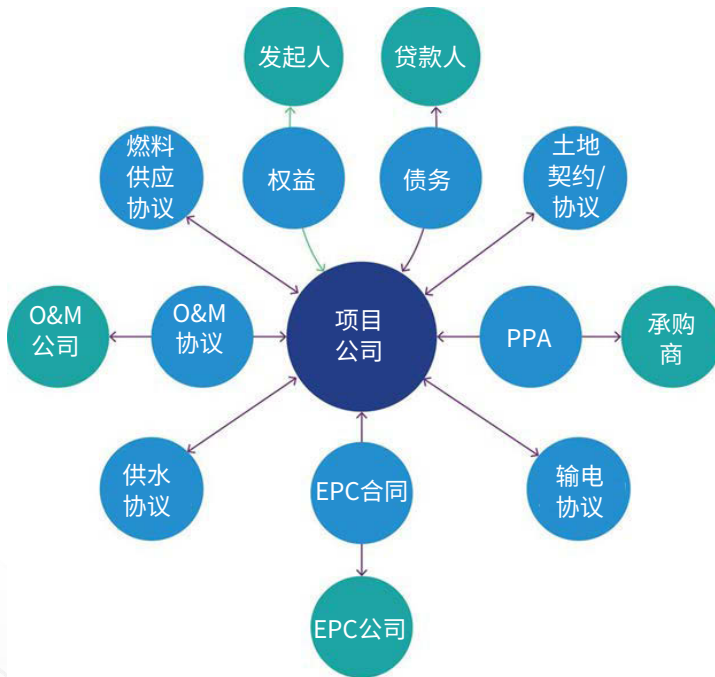 发起人
贷款人
燃料
供应
协议
权益
债务
土地
契约/
协议
O&M
公司
O&M
协议
项目
公司
PPA
承购
商
供水
协议
EPC合同
输电
协议
EPC公司